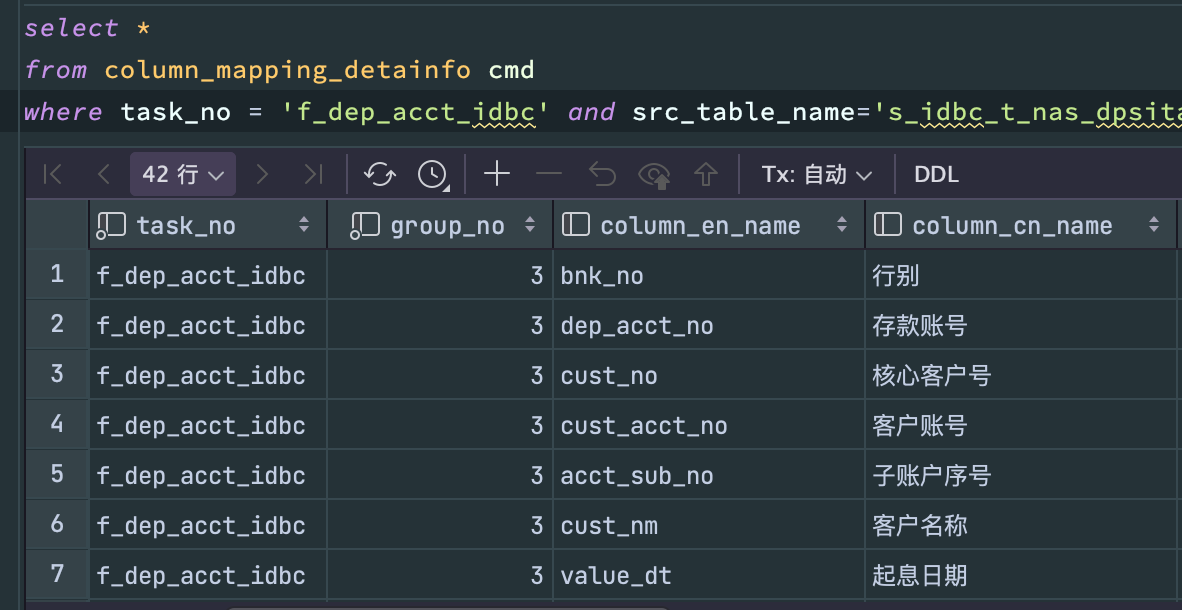 select *
from column_mapping_detainfo cmd
where task_no = 'f_dep_acct_idbc' and src_table_name='s_idbc_t_nas_dpsita
42 行 Tx: 自动 DDL
task_no group_no column_en_name column_cn_name
1 f_dep_acct_idbc 3 bnk_no 行别
2 f_dep_acct_idbc 3 dep_acct_no 存款账号
3 f_dep_acct_idbc 3 cust_no 核心客户号
4 f_dep_acct_idbc 3 cust_acct_no 客户账号
5 f_dep_acct_idbc 3 acct_sub_no 子账户序号
6 f_dep_acct_idbc 3 cust_nm 客户名称
7 f_dep_acct_idbc 3 value_dt 起息日期